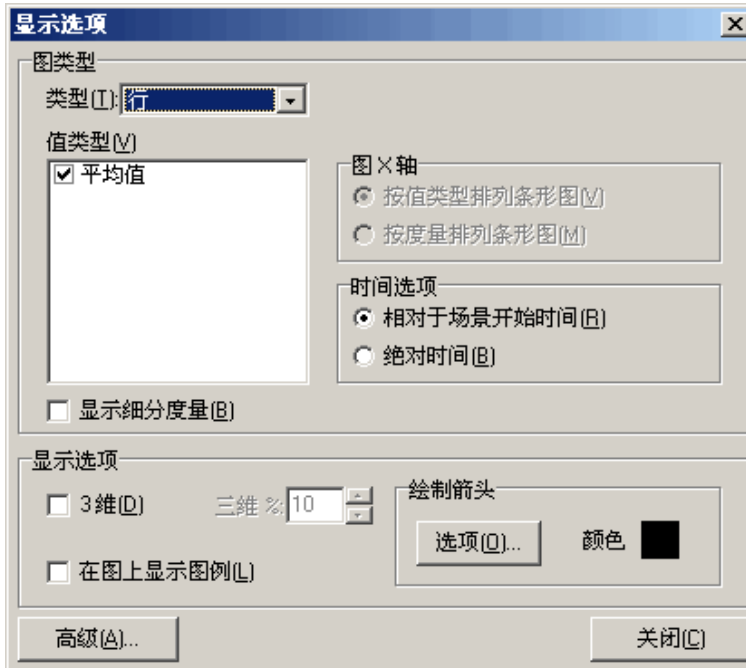 显示选项
图类型
类型(T): 行
值类型(V)
平均值
图 X 轴
按值类型排列条形图(V)
按度量排列条形图(M)
时间选项
相对于场景开始时间(R)
绝对时间(B)
显示细分度量(B)
显示选项
3維(D)
三維 %: 10
绘制箭头
选项(O)...
颜色
在图上显示图例(L)
高级(A)...
关闭(C)